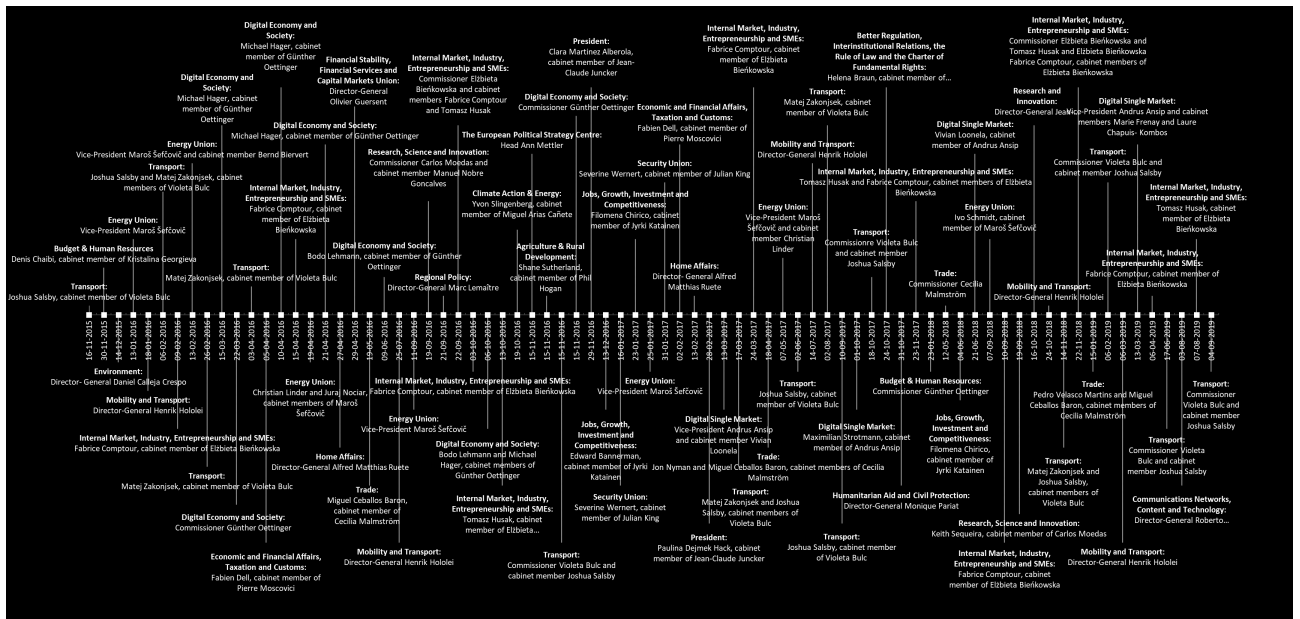 Digital Economy and
Society:
Michael Hager, cabinet
member of Günther
Oettinger
Internal Market, Industry,
Entrepreneurship and SMEs:
Fabrice Comptour, cabinet
member of Elżbieta
Bieńkowska
Internal Market, Industry,
Entrepreneurship and SMEs:
Commissioner Elżbieta Bieńkowska and
Tomasz Husak and Elżbieta Bieńkowska
Fabrice Comptour, cabinet member of
Elżbieta Bieńkowska
President:
Clara Martinez Alberola,
cabinet member of Jean-
Claude Juncker
Better Regulation,
Interinstitutional Relations, the
Rule of Law and the Charter of
Fundamental Rights:
Helena Braun, cabinet member of...
Financial Stability,
Financial Services and
Capital Markets Union:
Director-General
Olivier Guersent
Internal Market, Industry,
Entrepreneurship and SMEs:
Commissioner Elżbieta
Bieńkowska and cabinet
members Fabrice Comptour
and Tomasz Husak
Digital Economy and
Society:
Michael Hager, cabinet
member of Günther
Oettinger
Digital Economy and Society:
Commissioner Günther Oettinger
Economic and Financial Affairs,
Taxation and Customs:
Fabien Dell, cabinet member of
Pierre Moscovici
Transport:
Matej Zakonjsek, cabinet
member of Violeta Bulc
Research and
Innovation:
Director-General Jean
Digital Single Market:
Vice-President Andrus Ansip and cabinet
members Marie Frenay and Laure
Chapuis- Kombos
Digital Economy and Society:
Michael Hager, cabinet member of Günther Oettinger
The European Political Strategy Centre:
Head Ann Mettler
Digital Single Market:
Vivian Loonela, cabinet
member of Andrus Ansip
Energy Union:
Vice-President Maroš Šefčovič and cabinet member Bernd Biervert
Research, Science and Innovation:
Commissioner Carlos Moedas and
cabinet member Manuel Nobre
Goncalves
Security Union:
Severine Wernert, cabinet member of Julian King
Mobility and Transport:
Director-General Henrik Hololei
Transport:
Commissioner Violeta Bulc and
cabinet member Joshua Salsby
Transport:
Joshua Salsby and Matej Zakonjsek, cabinet
members of Violeta Bulc
Internal Market, Industry, Entrepreneurship and SMEs:
Tomasz Husak and Fabrice Comptour, cabinet members of Elżbieta
Bieńkowska
Internal Market, Industry,
Entrepreneurship and SMEs:
Fabrice Comptour, cabinet
member of Elżbieta
Bieńkowska
Climate Action & Energy:
Yvon Slingenberg, cabinet
member of Miguel Arias Cañete
Jobs, Growth, Investment and
Competitiveness:
Filomena Chirico, cabinet
member of Jyrki Katainen
Internal Market, Industry,
Entrepreneurship and SMEs:
Tomasz Husak, cabinet
member of Elżbieta
Bieńkowska
Energy Union:
Vice-President Maroš Šefčovič
Energy Union:
Vice-President Maroš
Šefčovič and cabinet
member Christian
Linder
Energy Union:
Ivo Schmidt, cabinet
member of Maroš Šefčovič
Transport:
Commissionre Violeta Bulc
and cabinet member
Joshua Salsby
Budget & Human Resources
Denis Chaibi, cabinet member of Kristalina Georgieva
Digital Economy and Society:
Bodo Lehmann, cabinet member of Günther
Oettinger
Agriculture & Rural
Development:
Shane Sutherland,
cabinet member of Phil
Hogan
Internal Market, Industry,
Entrepreneurship and SMEs:
Fabrice Comptour, cabinet member of
Elżbieta Bieńkowska
Transport:
Matej Zakonjsek, cabinet member of Violeta Bulc
Regional Policy:
Director-General Marc Lemaître
Home Affairs:
Director- General Alfred
Matthias Ruete
Trade:
Commissioner Cecilia
Malmström
Transport:
Joshua Salsby, cabinet member of Violeta Bulc
Mobility and Transport:
Director-General Henrik Hololei
16-11-2015
30-11-2015
14-12-2015
13-01-2016
18-01-2016
06-02-2016
09-02-2016
13-02-2016
26-02-2016
15-03-2016
22-03-2016
03-04-2016
05-04-2016
10-04-2016
15-04-2016
19-04-2016
21-04-2016
27-04-2016
29-04-2016
19-05-2016
09-06-2016
25-07-2016
11-09-2016
19-09-2016
21-09-2016
22-09-2016
03-10-2016
06-10-2016
13-10-2016
19-10-2016
15-11-2016
15-11-2016
15-11-2016
15-11-2016
29-11-2016
16-01-2017
23-01-2017
25-01-2017
31-01-2017
02-02-2017
07-02-2017
28-02-2017
13-03-2017
17-03-2017
24-03-2017
18-04-2017
17-05-2017
02-06-2017
14-07-2017
02-08-2017
10-09-2017
01-10-2017
18-10-2017
24-10-2017
31-10-2017
10-01-2018
23-01-2018
12-05-2018
04-06-2018
21-06-2018
07-09-2018
10-09-2018
19-09-2018
16-10-2018
24-10-2018
14-11-2018
22-11-2018
15-01-2019
06-02-2019
06-03-2019
13-03-2019
06-04-2019
17-06-2019
03-08-2019
07-08-2019
04-09-2019
Environment:
Director- General Daniel Calleja Crespo
Energy Union:
Christian Linder and Juraj Nociar,
cabinet members of Maroš
Šefčovič
Internal Market, Industry, Entrepreneurship and SMEs:
Fabrice Comptour, cabinet member of Elżbieta Bieńkowska
Energy Union:
Vice-President Maroš Šefčovič
Transport:
Joshua Salsby, cabinet
member of Violeta Bulc
Budget & Human Resources:
Commissioner Günther Oettinger
Trade:
Pedro Velasco Martins and Miguel
Ceballos Baron, cabinet members of
Cecilia Malmström
Transport:
Commissioner
Violeta Bulc and
cabinet member
Joshua Salsby
Mobility and Transport:
Director-General Henrik Hololei
Energy Union:
Vice-President Maroš Šefčovič
Digital Single Market:
Vice-President Andrus Ansip
and cabinet member Vivian
Loonela
Digital Single Market:
Maximilian Strotmann, cabinet
member of Andrus Ansip
Jobs, Growth,
Investment and
Competitiveness:
Filomena Chirico,
cabinet member of
Jyrki Katainen
Internal Market, Industry, Entrepreneurship and SMEs:
Fabrice Comptour, cabinet member of Elżbieta Bieńkowska
Digital Economy and Society:
Bodo Lehmann and Michael
Hager, cabinet members of
Günther Oettinger
Jobs, Growth,
Investment and
Competitiveness:
Edward Bannerman,
cabinet member of Jyrki
Katainen
Transport:
Commissioner Violeta
Bulc and cabinet
member Joshua Salsby
Home Affairs:
Director-General Alfred Matthias Ruete
Trade:
Jon Nyman and Miguel Ceballos Baron, cabinet members of Cecilia
Malmström
Transport:
Matej Zakonjsek and
Joshua Salsby,
cabinet members of
Violeta Bulc
Transport:
Matej Zakonjsek, cabinet member of Violeta Bulc
Trade:
Miguel Ceballos Baron,
cabinet member of
Cecilia Malmström
Internal Market, Industry,
Entrepreneurship and SMEs:
Tomasz Husak, cabinet
member of Elżbieta...
Security Union:
Severine Wernert, cabinet
member of Julian King
Transport:
Matej Zakonjsek and Joshua
Salsby, cabinet members of
Violeta Bulc
Humanitarian Aid and Civil Protection:
Director-General Monique Pariat
Communications Networks,
Content and Technology:
Director-General Roberto...
Digital Economy and Society:
Commissioner Günther Oettinger
Research, Science and Innovation:
Keith Sequeira, cabinet member of Carlos Moedas
President:
Paulina Dejmek Hack, cabinet
member of Jean-Claude Juncker
Transport:
Joshua Salsby, cabinet member
of Violeta Bulc
Economic and Financial Affairs,
Taxation and Customs:
Fabien Dell, cabinet member of
Pierre Moscovici
Mobility and Transport:
Director-General Henrik Hololei
Transport:
Commissioner Violeta Bulc and
cabinet member Joshua Salsby
Internal Market, Industry,
Entrepreneurship and SMEs:
Fabrice Comptour, cabinet
member of Elżbieta Bieńkowska
Mobility and Transport:
Director-General Henrik Hololei